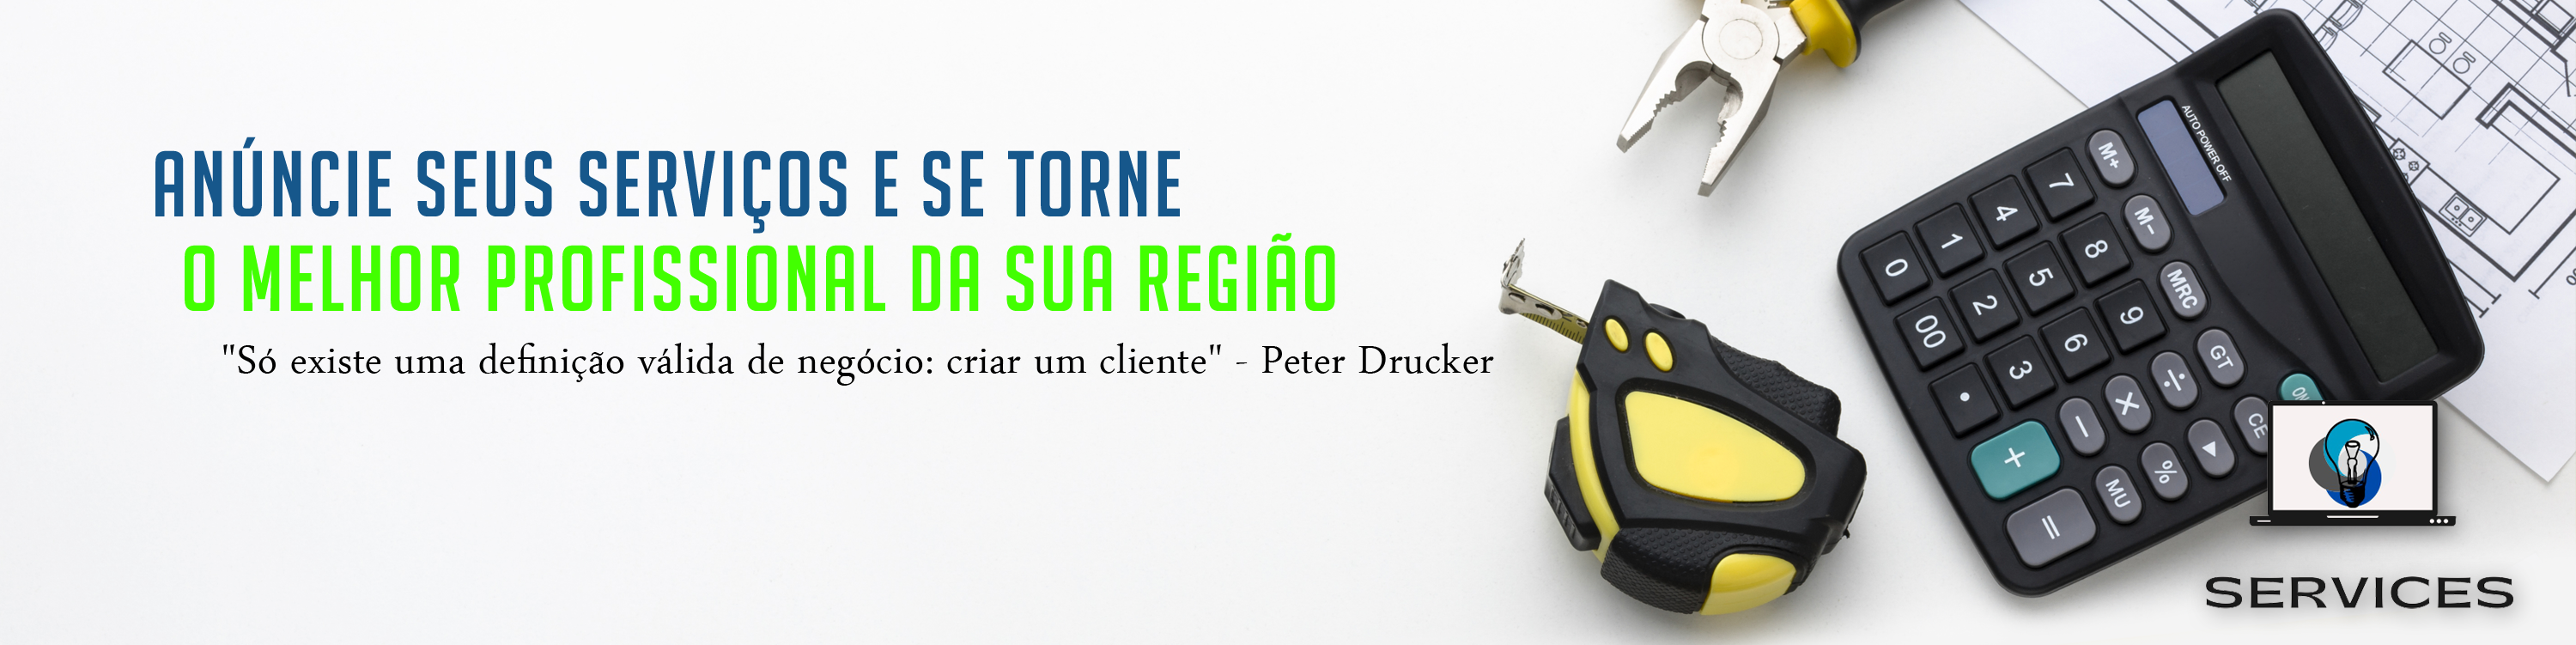 ANÚNCIE SEUS SERVIÇOS E SE TORNE
O MELHOR PROFISSIONAL DA SUA REGIÃO
"Só existe uma definição válida de negócio: criar um cliente" - Peter Drucker
AUTO POWER OFF
M+
M-
MRC
GT
7
8
9
÷
4
5
6
×
1
2
3
-
0
00
•
+
ON
CE
▼
%
MU
=
SERVICES